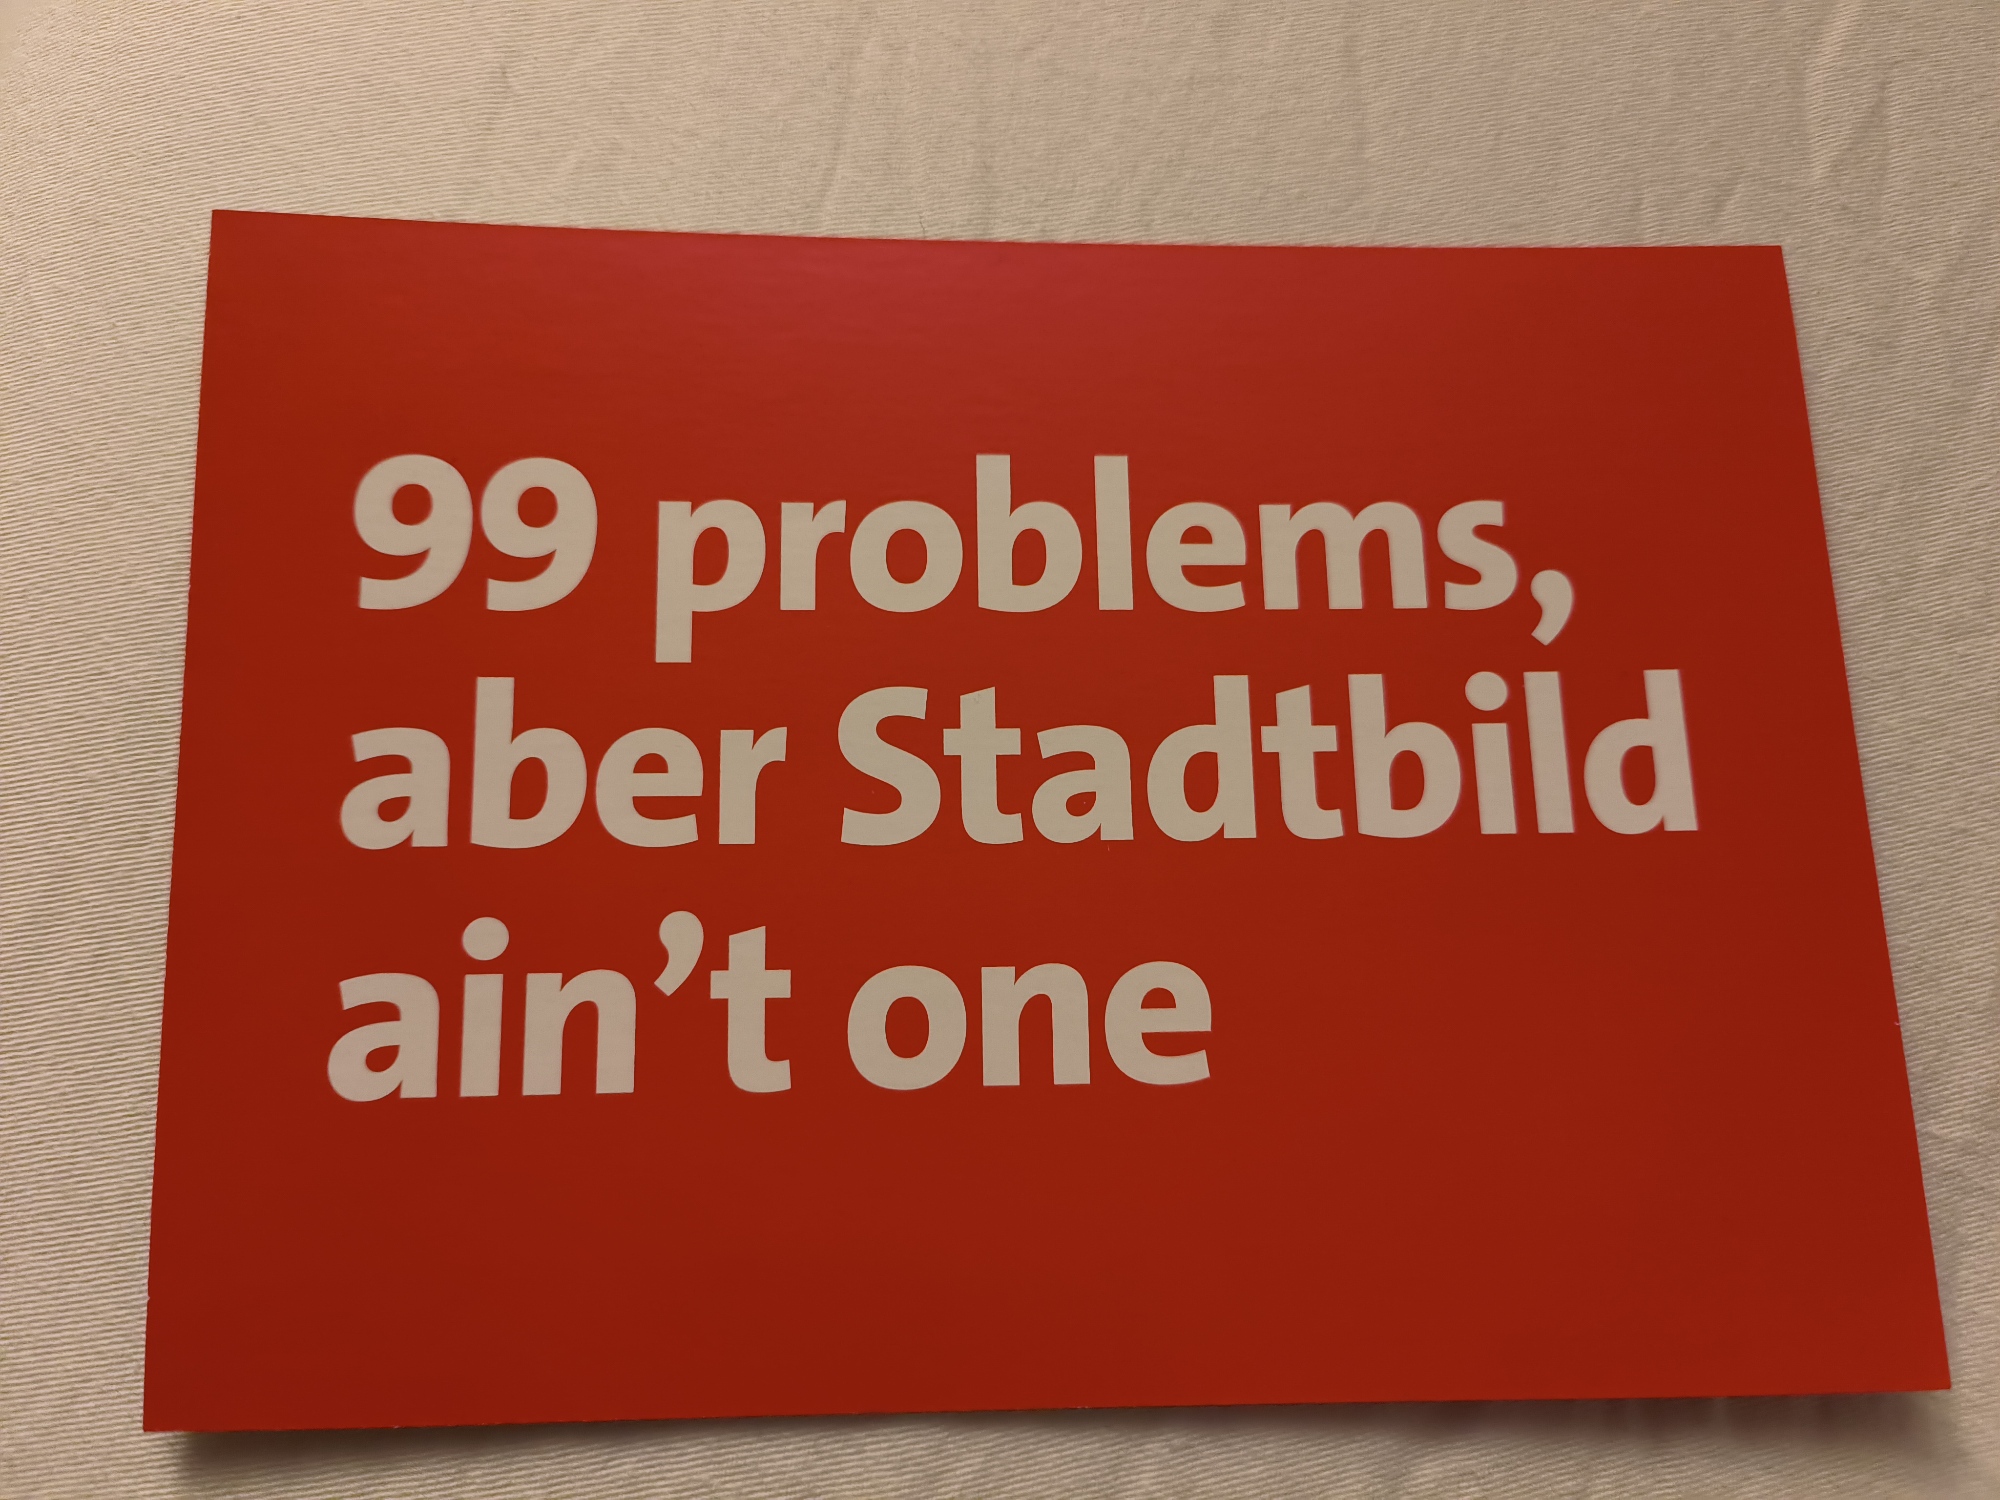 99 problems,
aber Stadtbild
ain’t one